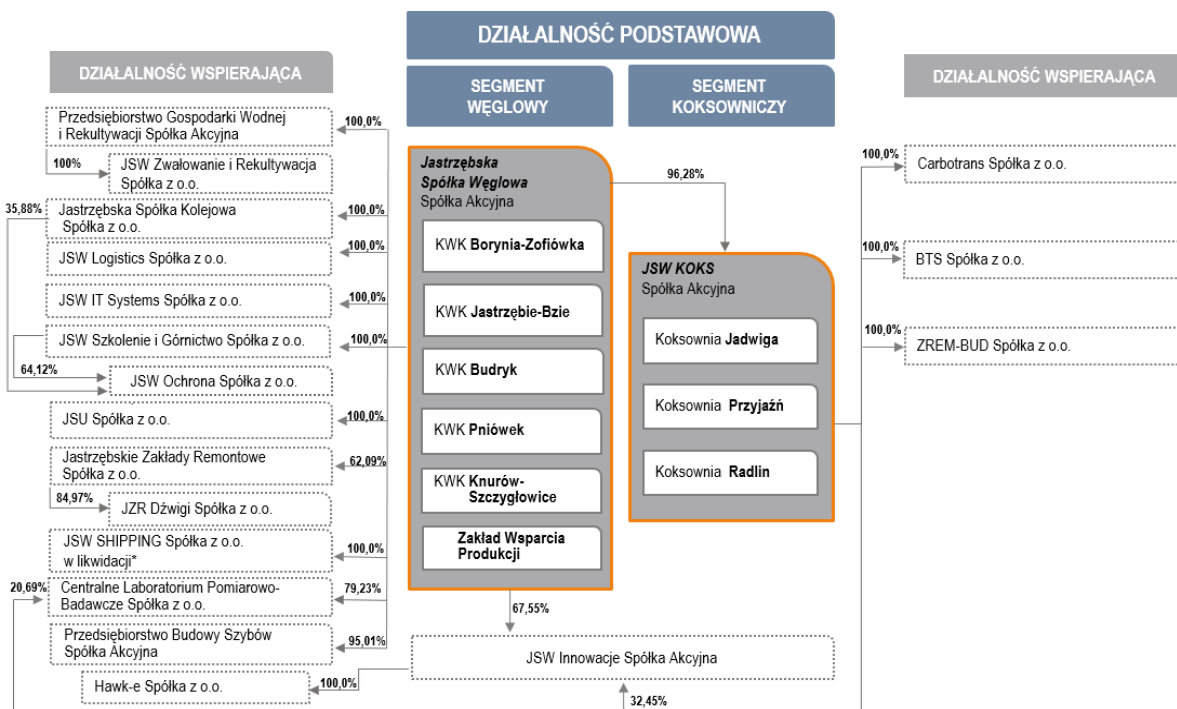 DZIAŁALNOŚĆ PODSTAWOWA
DZIAŁALNOŚĆ WSPIERAJĄCA
SEGMENT
WĘGLOWY
SEGMENT
KOKSOWNICZY
DZIAŁALNOŚĆ WSPIERAJĄCA
Przedsiębiorstwo Gospodarki Wodnej
i Rekultywacji Spółka Akcyjna
100,0%
100%
JSW Zwałowanie i Rekultywacja
Spółka z o.o.
35,88%
Jastrzębska Spółka Kolejowa
Spółka z o.o.
100,0%
JSW Logistics Spółka z o.o.
100,0%
JSW IT Systems Spółka z o.o.
100,0%
JSW Szkolenie i Górnictwo Spółka z o.o.
100,0%
64,12%
JSW Ochrona Spółka z o.o.
JSU Spółka z o.o.
100,0%
Jastrzębskie Zakłady Remontowe
Spółka z o.o.
62,09%
84,97%
JZR Dźwigi Spółka z o.o.
JSW SHIPPING Spółka z o.o.
w likwidacji*
100,0%
20,69%
Centralne Laboratorium Pomiarowo-
Badawcze Spółka z o.o.
79,23%
Przedsiębiorstwo Budowy Szybów
Spółka Akcyjna
95,01%
Hawk-e Spółka z o.o.
100,0%
Jastrzębska
Spółka Węglowa
Spółka Akcyjna
KWK Borynia-Zofiówka
KWK Jastrzębie-Bzie
KWK Budryk
KWK Pniówek
KWK Knurów-
Szczygłowice
Zakład Wsparcia
Produkcji
67,55%
JSW Innowacje Spółka Akcyjna
32,45%
96,28%
JSW KOKS
Spółka Akcyjna
Koksownia Jadwiga
Koksownia Przyjaźń
Koksownia Radlin
100,0%
Carbotrans Spółka z o.o.
100,0%
BTS Spółka z o.o.
100,0%
ZREM-BUD Spółka z o.o.